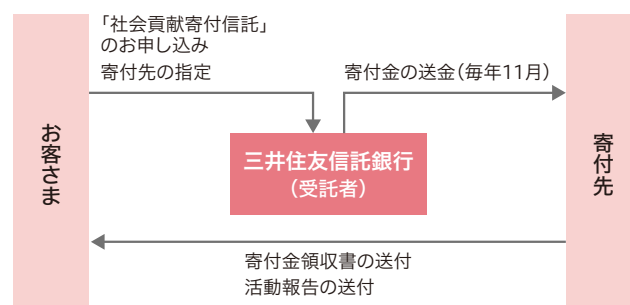 「社会貢献寄付信託」
のお申し込み
寄付先の指定
寄付金の送金（毎年11月）
お客さま
三井住友信託銀行
（受託者）
寄付先
寄付金領収書の送付
活動報告の送付